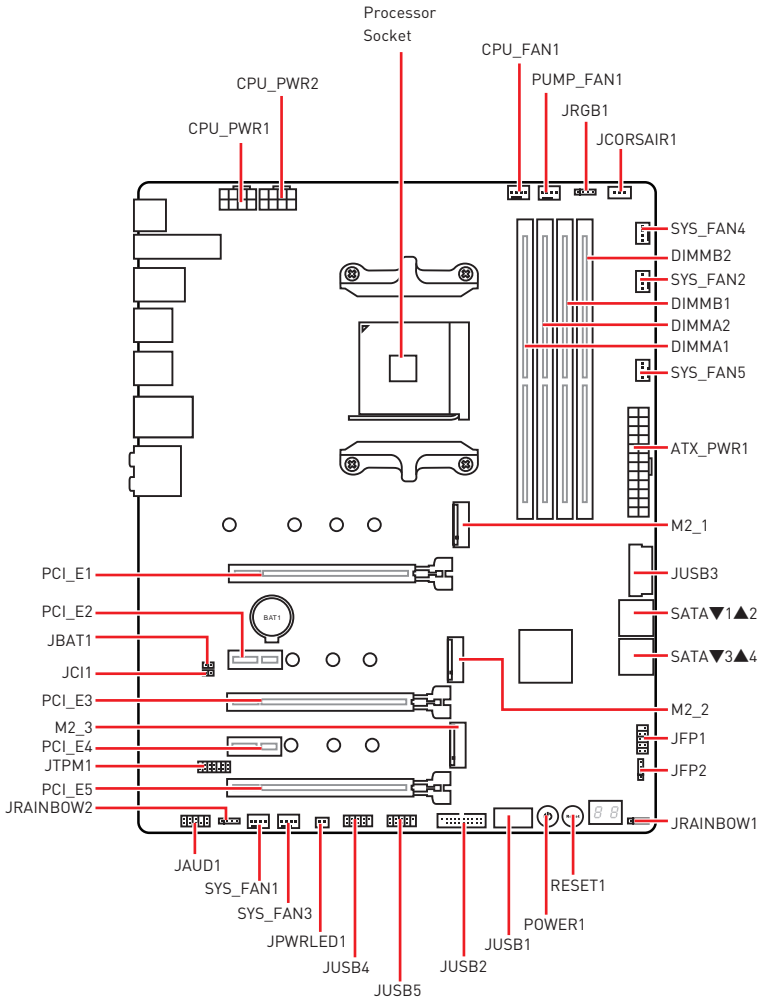 Processor
Socket
CPU_FAN1
CPU_PWR2
PUMP_FAN1
JRGB1
CPU_PWR1
JCORSAIR1
SYS_FAN4
DIMMB2
SYS_FAN2
DIMMB1
DIMMA2
DIMMA1
SYS_FAN5
ATX_PWR1
M2_1
PCI_E1
JUSB3
PCI_E2
BAT1
SATA▼1▲2
JBAT1
JCI1
SATA▼3▲4
PCI_E3
M2_2
M2_3
PCI_E4
JFP1
JTPM1
JFP2
PCI_E5
JRAINBOW2
8 8
JRAINBOW1
JAUD1
SYS_FAN1
RESET1
SYS_FAN3
POWER1
JPWRLED1
JUSB1
JUSB4
JUSB2
JUSB5